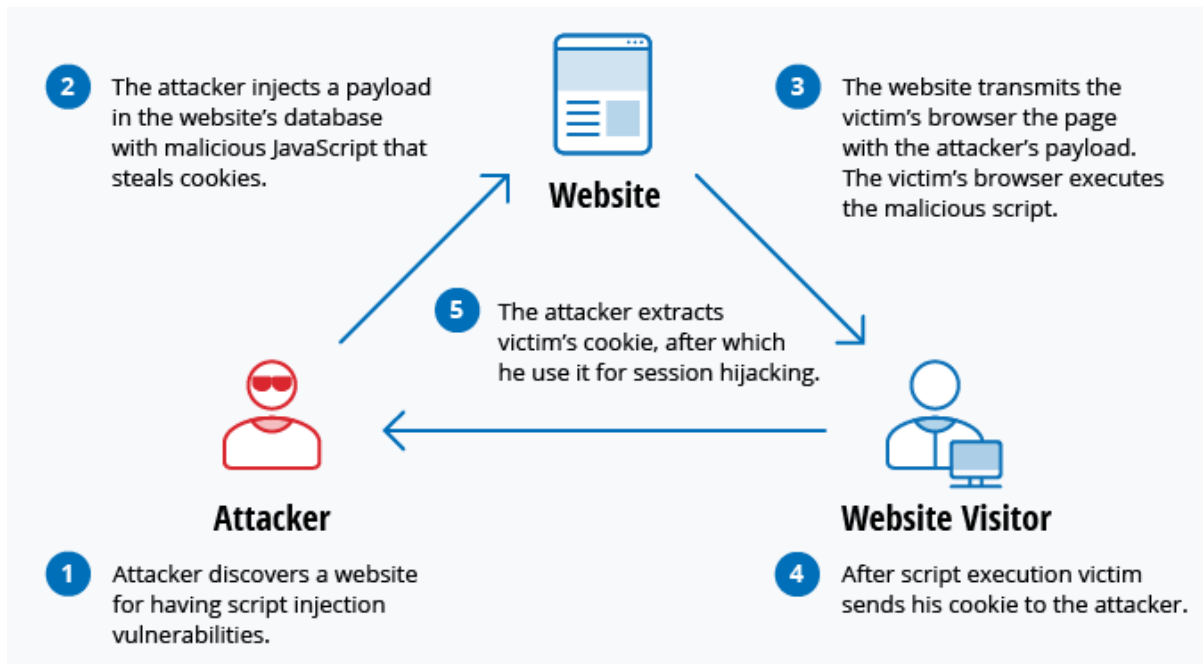 2
The attacker injects a payload
in the website's database
with malicious JavaScript that
steals cookies.
Website
3
The website transmits the
victim's browser the page
with the attacker's payload.
The victim's browser executes
the malicious script.
5
The attacker extracts
victim's cookie, after which
he use it for session hijacking.
Attacker
Website Visitor
1
Attacker discovers a website
for having script injection
vulnerabilities.
4
After script execution victim
sends his cookie to the attacker.